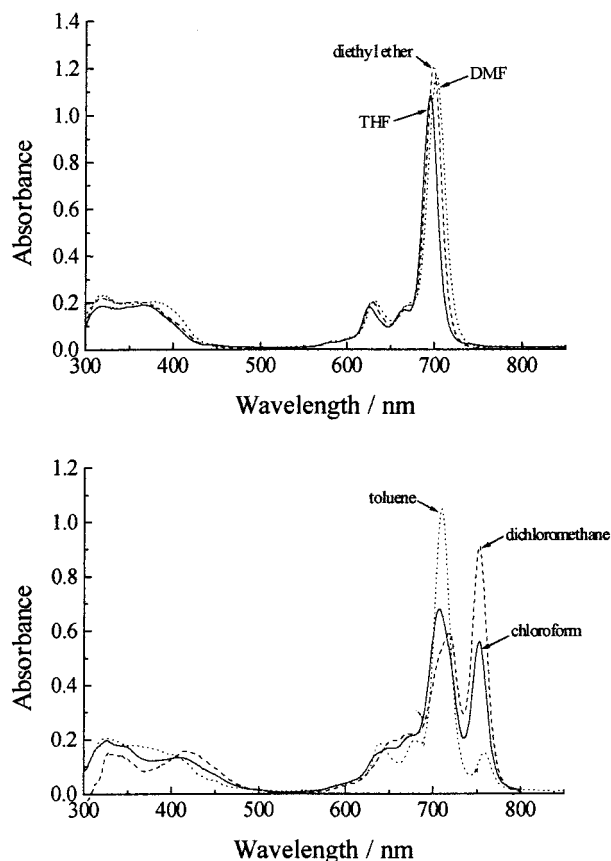 1.4
diethyl ether
1.2
DMF
1.0
THF
0.8
Absorbance
0.6
0.4
0.2
0.0
300 400 500 600 700 800
Wavelength / nm
1.2
toluene
1.0
dichloromethane
0.8
0.6
chloroform
Absorbance
0.4
0.2
0.0
300 400 500 600 700 800
Wavelength / nm